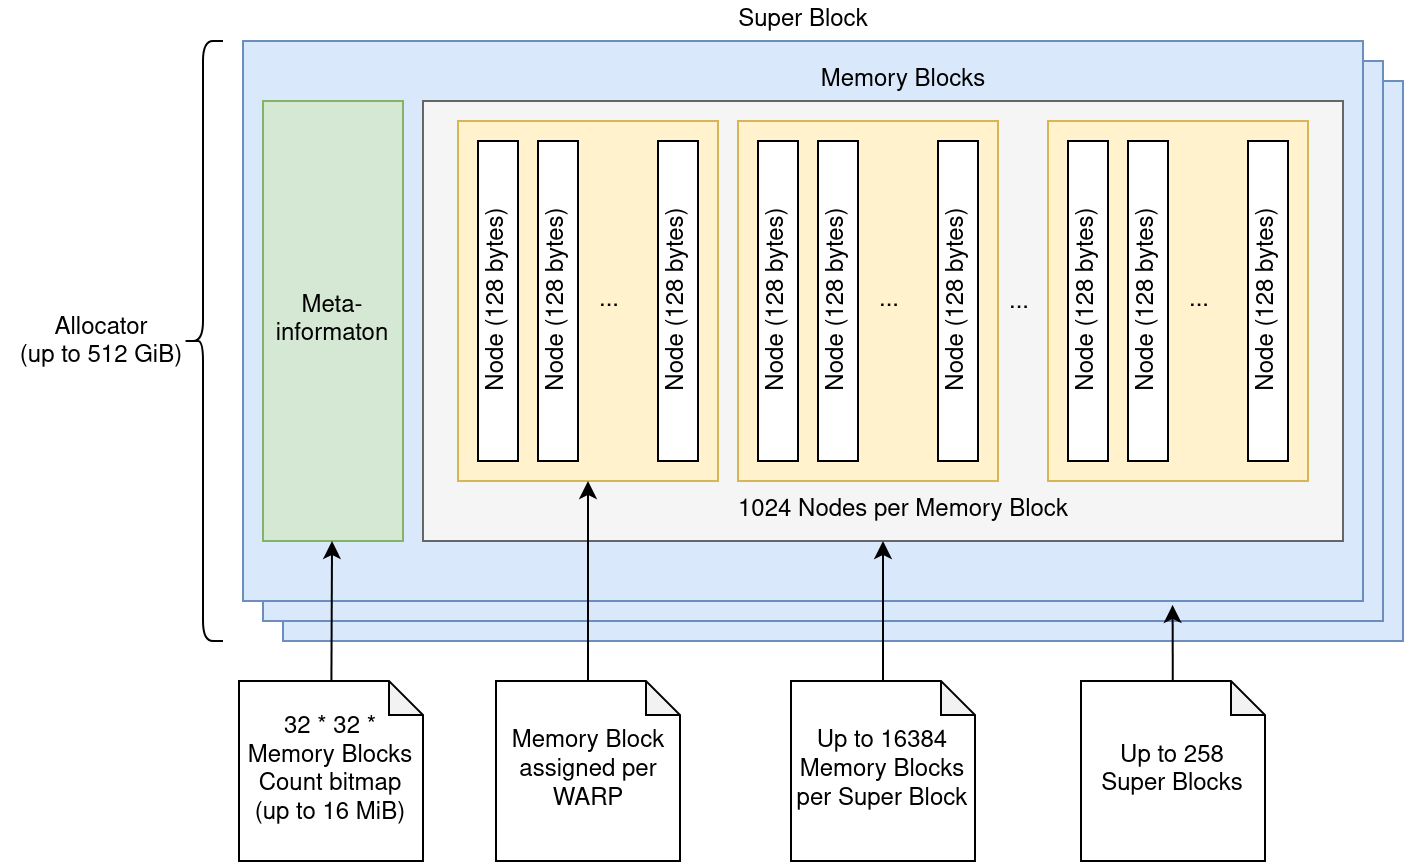 Super Block
Memory Blocks
Meta-
informaton
Node (128 bytes)
Node (128 bytes)
...
Node (128 bytes)
Node (128 bytes)
Node (128 bytes)
...
Node (128 bytes)
...
Node (128 bytes)
Node (128 bytes)
...
Node (128 bytes)
Allocator
(up to 512 GiB)
1024 Nodes per Memory Block
32 * 32 *
Memory Blocks
Count bitmap
(up to 16 MiB)
Memory Block
assigned per
WARP
Up to 16384
Memory Blocks
per Super Block
Up to 258
Super Blocks